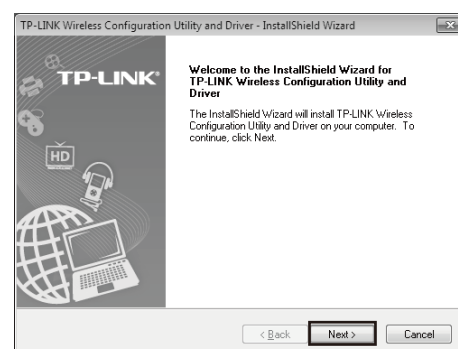 TP-LINK Wireless Configuration Utility and Driver - InstallShield Wizard
TP-LINK®
Welcome to the InstallShield Wizard for
TP-LINK Wireless Configuration Utility and
Driver
The InstallShield Wizard will install TP-LINK Wireless
Configuration Utility and Driver on your computer. To
continue, click Next.
HD
< Back
Next >
Cancel